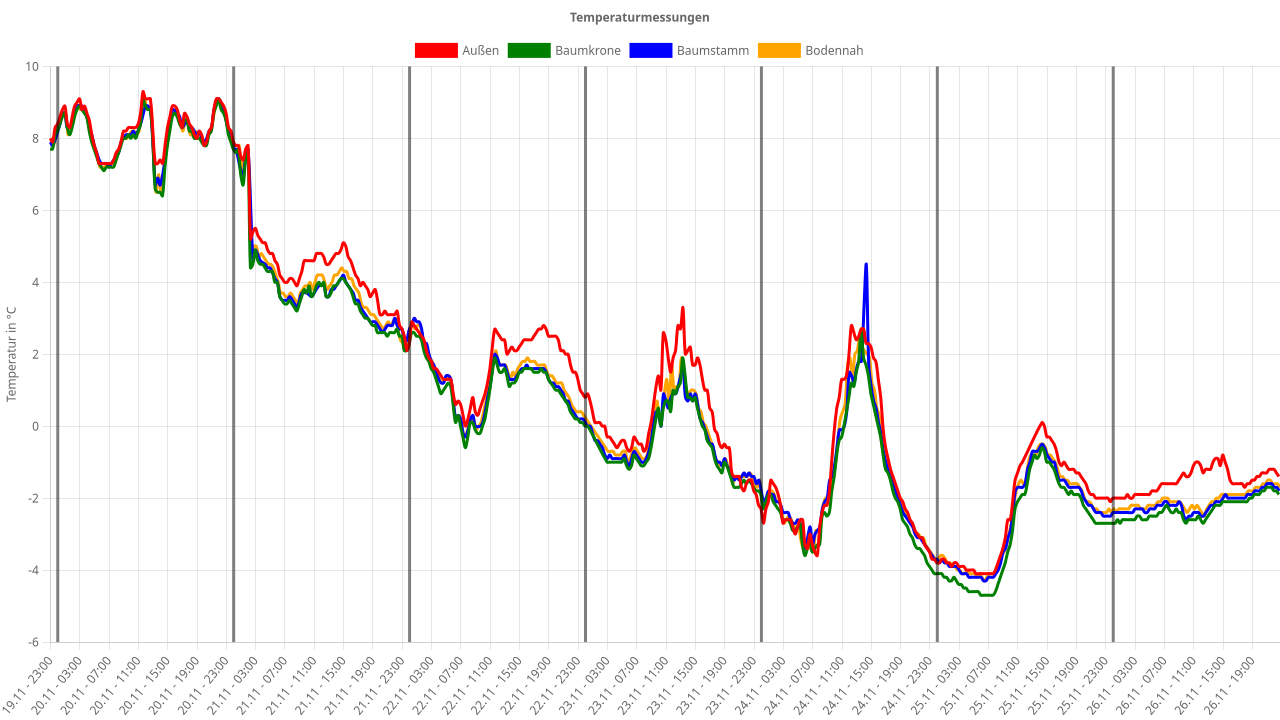 Temperaturmessungen
Außen Baumkrone Baumstamm Bodennah
Temperatur in °C
10
8
6
4
2
0
-2
-4
-6
19.11 - 23:00
20.11 - 03:00
20.11 - 07:00
20.11 - 11:00
20.11 - 15:00
20.11 - 19:00
20.11 - 23:00
21.11 - 03:00
21.11 - 07:00
21.11 - 11:00
21.11 - 15:00
21.11 - 19:00
21.11 - 23:00
22.11 - 03:00
22.11 - 07:00
22.11 - 11:00
22.11 - 15:00
22.11 - 19:00
22.11 - 23:00
23.11 - 03:00
23.11 - 07:00
23.11 - 11:00
23.11 - 15:00
23.11 - 19:00
23.11 - 23:00
24.11 - 03:00
24.11 - 07:00
24.11 - 11:00
24.11 - 15:00
24.11 - 19:00
24.11 - 23:00
25.11 - 03:00
25.11 - 07:00
25.11 - 11:00
25.11 - 15:00
25.11 - 19:00
25.11 - 23:00
26.11 - 03:00
26.11 - 07:00
26.11 - 11:00
26.11 - 15:00
26.11 - 19:00